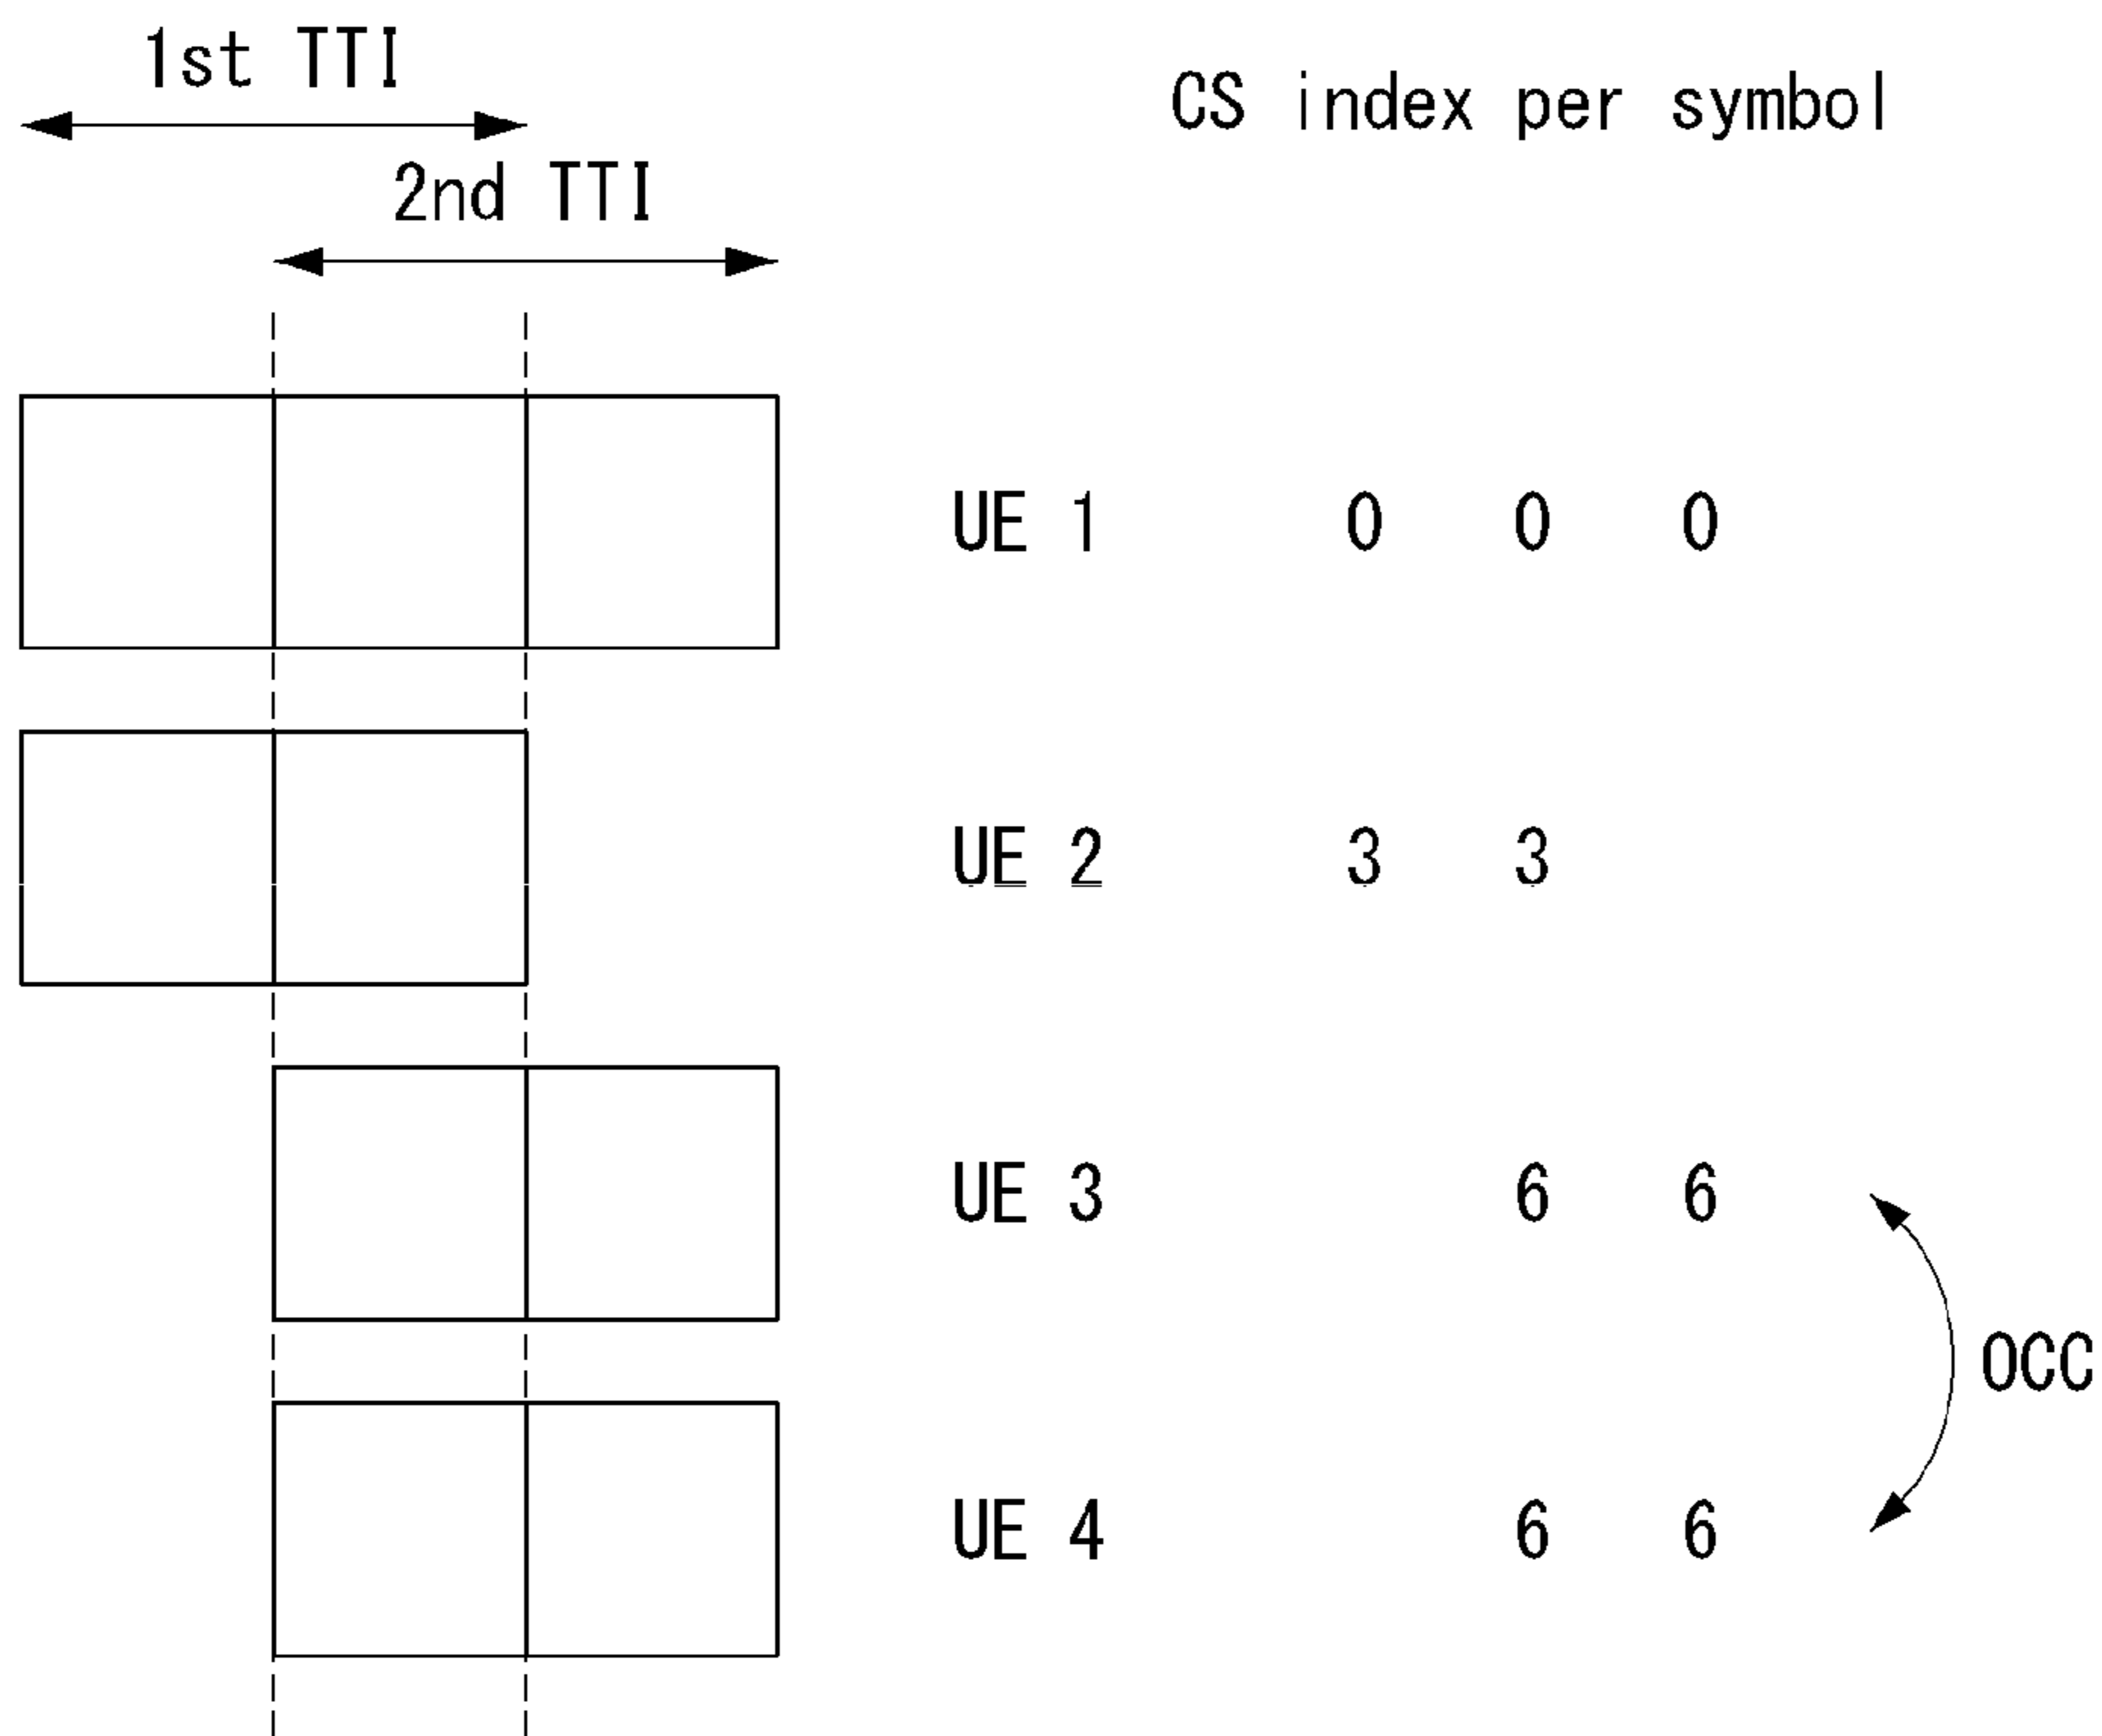 1st TTI
CS index per symbol
2nd TTI
UE 1 0 0 0
UE 2 3 3
UE 3 6 6
OCC
UE 4 6 6